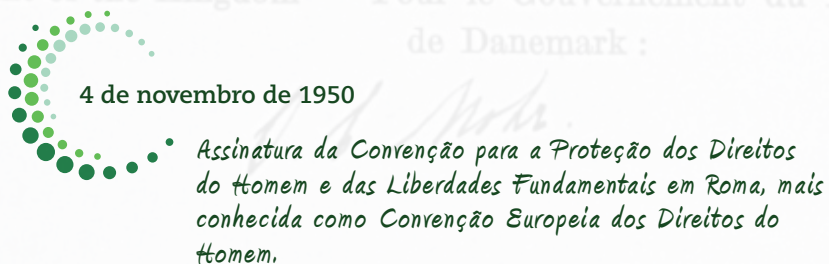 de Danemark :
4 de novembro de 1950
Assinatura da Convenção para a Proteção dos Direitos
do Homem e das Liberdades Fundamentais em Roma, mais
conhecida como Convenção Europeia dos Direitos do
Homem.